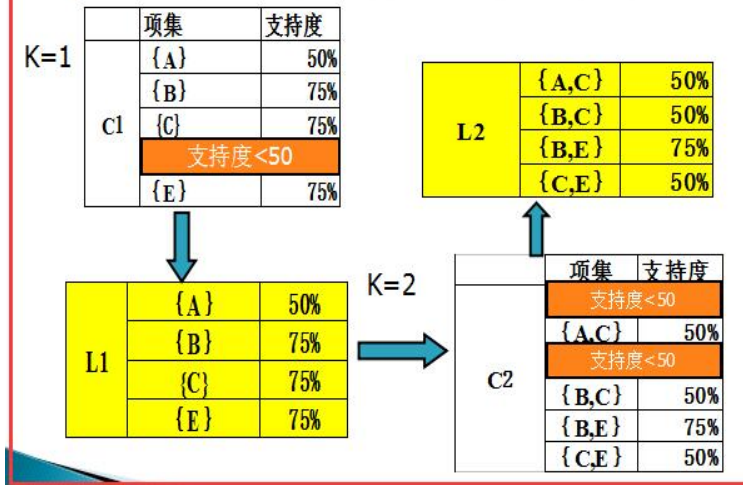 K=1
项集 支持度
C1
{A} 50%
{B} 75%
{C} 75%
支持度<50
{E} 75%
L1
{A} 50%
{B} 75%
{C} 75%
{E} 75%
K=2
项集 支持度
C2
支持度<50
{A,C} 50%
支持度<50
{B,C} 50%
{B,E} 75%
{C,E} 50%
L2
{A,C} 50%
{B,C} 50%
{B,E} 75%
{C,E} 50%